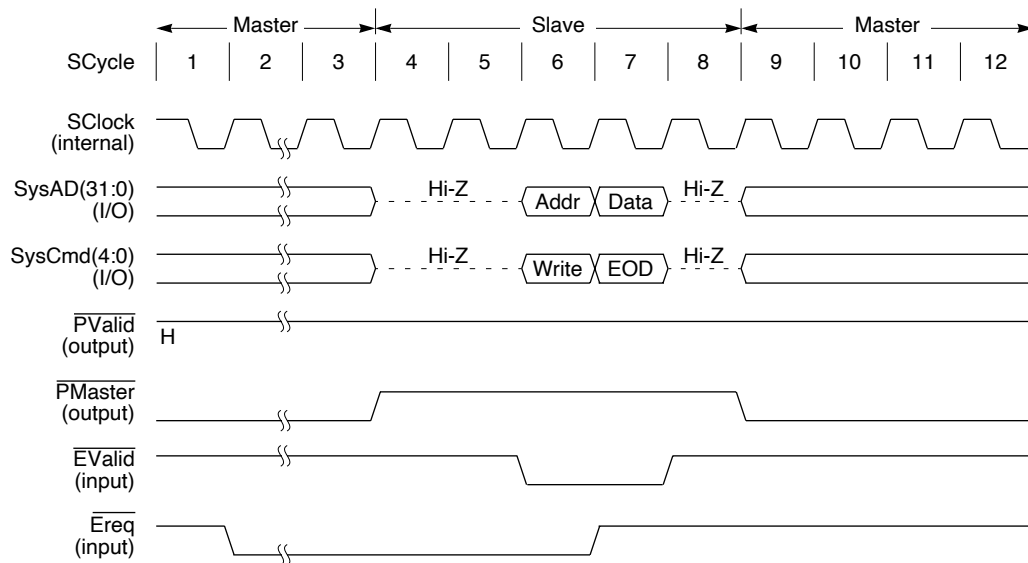 Master Slave Master
SCycle 1 2 3 4 5 6 7 8 9 10 11 12
SClock
(internal)
SysAD(31:0)
(I/O)
Hi-Z Addr Data Hi-Z
SysCmd(4:0)
(I/O)
Hi-Z Write EOD Hi-Z
PValid
(output)
H
PMaster
(output)
EValid
(input)
Ereq
(input)